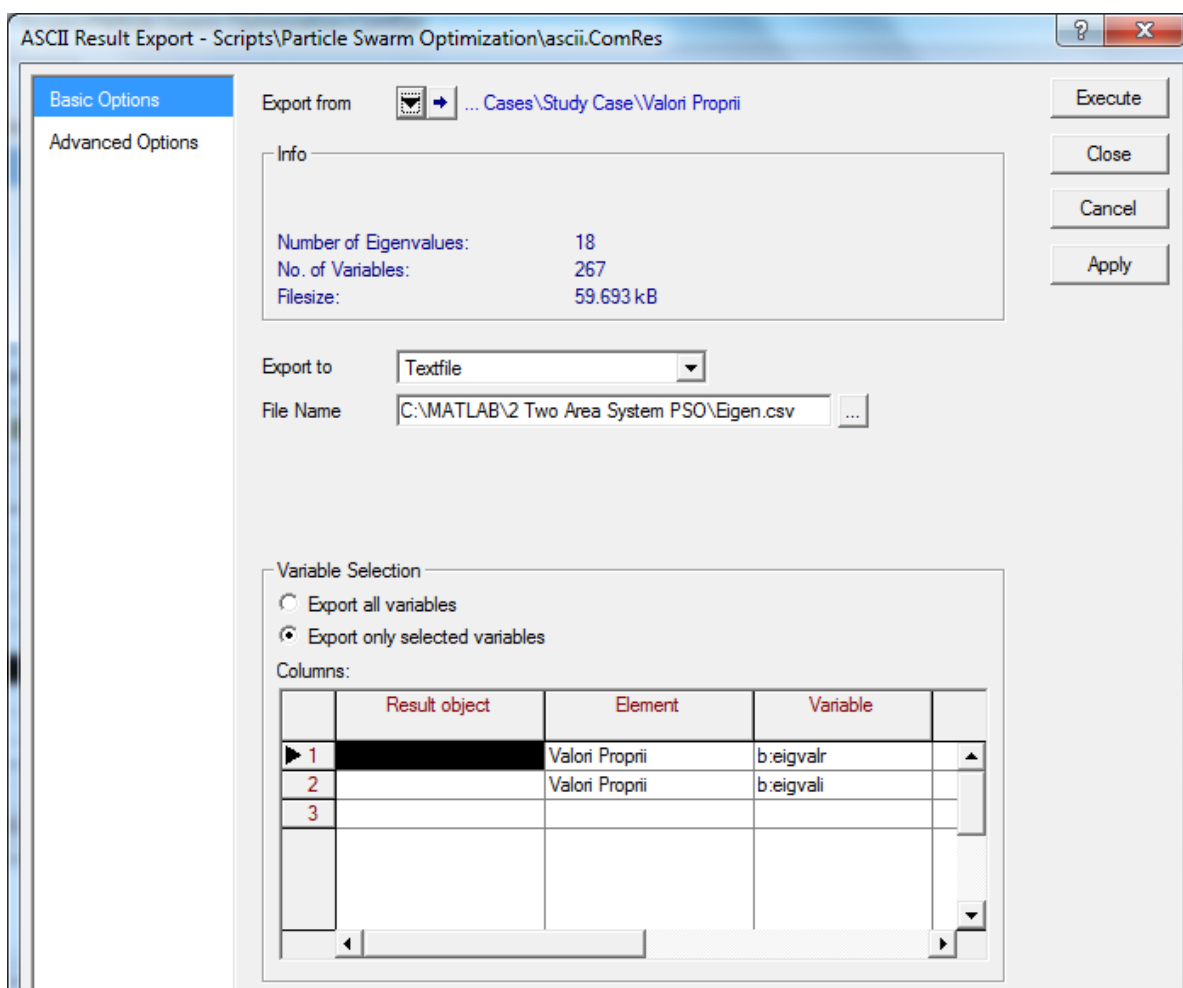 ASCII Result Export - Scripts\Particle Swarm Optimization\ascii.ComRes
Basic Options
Advanced Options
Export from ... Cases\Study Case\Valori Proprii
Execute
Close
Cancel
Apply
Info
Number of Eigenvalues: 18
No. of Variables: 267
Filesize: 59.693 kB
Export to Textfile
File Name C:\MATLAB\2 Two Area System PSO\Eigen.csv ...
Variable Selection
Export all variables
Export only selected variables
Columns:
Result object Element Variable
1 Valori Proprii b:eigvalr
2 Valori Proprii b:eigvali
3